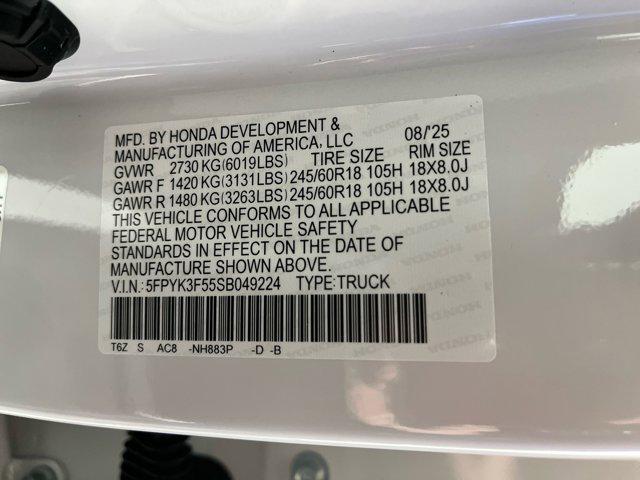 MFD. BY HONDA DEVELOPMENT &
MANUFACTURING OF AMERICA, LLC 08/'25
GVWR 2730 KG(6019LBS) TIRE SIZE RIM SIZE
GAWR F 1420 KG(3131LBS) 245/60R18 105H 18X8.0J
GAWR R 1480 KG(3263LBS) 245/60R18 105H 18X8.0J
THIS VEHICLE CONFORMS TO ALL APPLICABLE
FEDERAL MOTOR VEHICLE SAFETY
STANDARDS IN EFFECT ON THE DATE OF
MANUFACTURE SHOWN ABOVE.
V.I.N.:5FPYK3F55SB049224 TYPE:TRUCK
T6Z S AC8 -NH883P -D -B